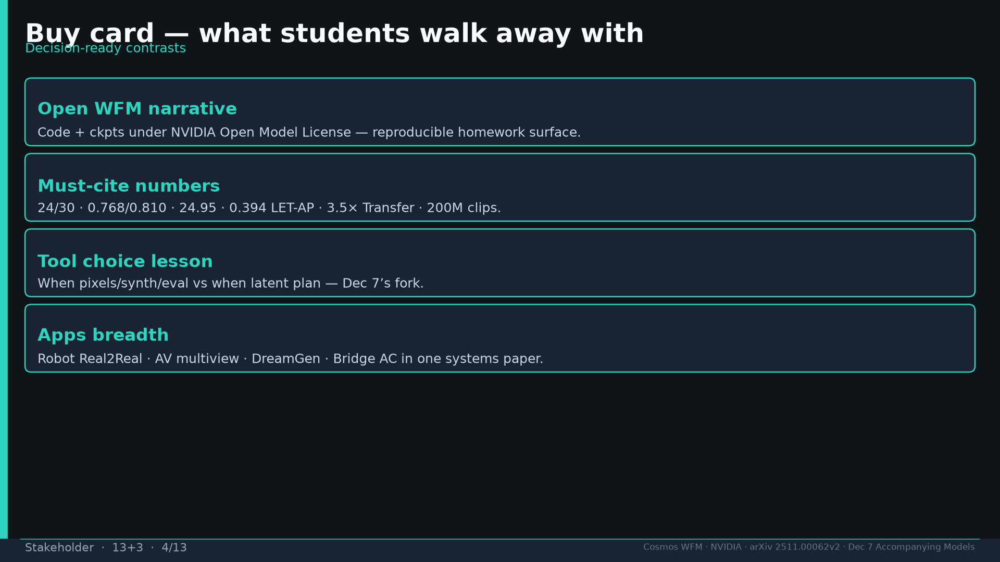 Buy card — what students walk away with
Decision-ready contrasts
Open WFM narrative
Code + ckpts under NVIDIA Open Model License — reproducible homework surface.
Must-cite numbers
24/30 · 0.768/0.810 · 24.95 · 0.394 LET-AP · 3.5× Transfer · 200M clips.
Tool choice lesson
When pixels/synth/eval vs when latent plan — Dec 7’s fork.
Apps breadth
Robot Real2Real · AV multiview · DreamGen · Bridge AC in one systems paper.
Stakeholder · 13+3 · 4/13
Cosmos WFM · NVIDIA · arXiv 2511.00062v2 · Dec 7 Accompanying Models